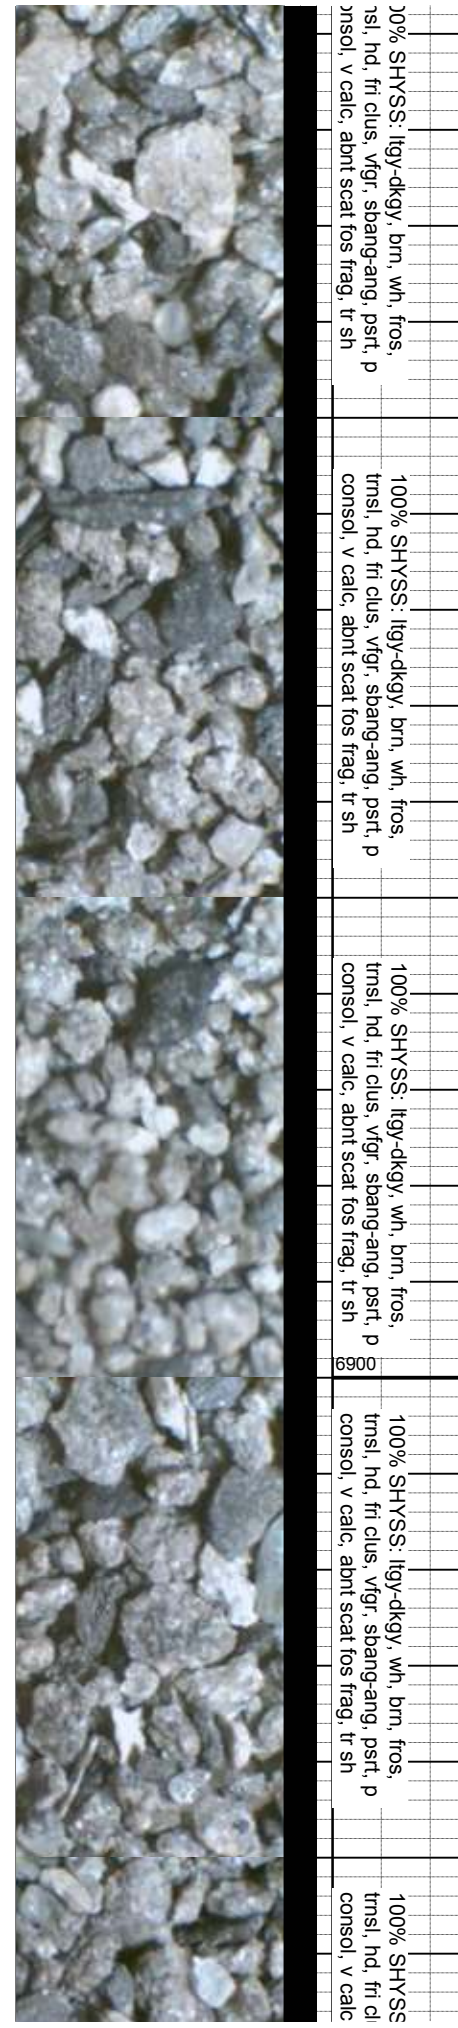 00% SHYSS: ltgy-dkgy, brn, wh, fros,
nsl, hd, fri clus, vfgr, sbang-ang, psrt, p
onsol, v calc, abnt scat fos frag, tr sh
100% SHYSS: ltgy-dkgy, brn, wh, fros,
trnsl, hd, fri clus, vfgr, sbang-ang, psrt, p
consol, v calc, abnt scat fos frag, tr sh
100% SHYSS: ltgy-dkgy, wh, brn, fros,
trnsl, hd, fri clus, vfgr, sbang-ang, psrt, p
consol, v calc, abnt scat fos frag, tr sh
6900
100% SHYSS: ltgy-dkgy, wh, brn, fros,
trnsl, hd, fri clus, vfgr, sbang-ang, psrt, p
consol, v calc, abnt scat fos frag, tr sh
100% SHYSS
trnsl, hd, fri cl
consol, v calc